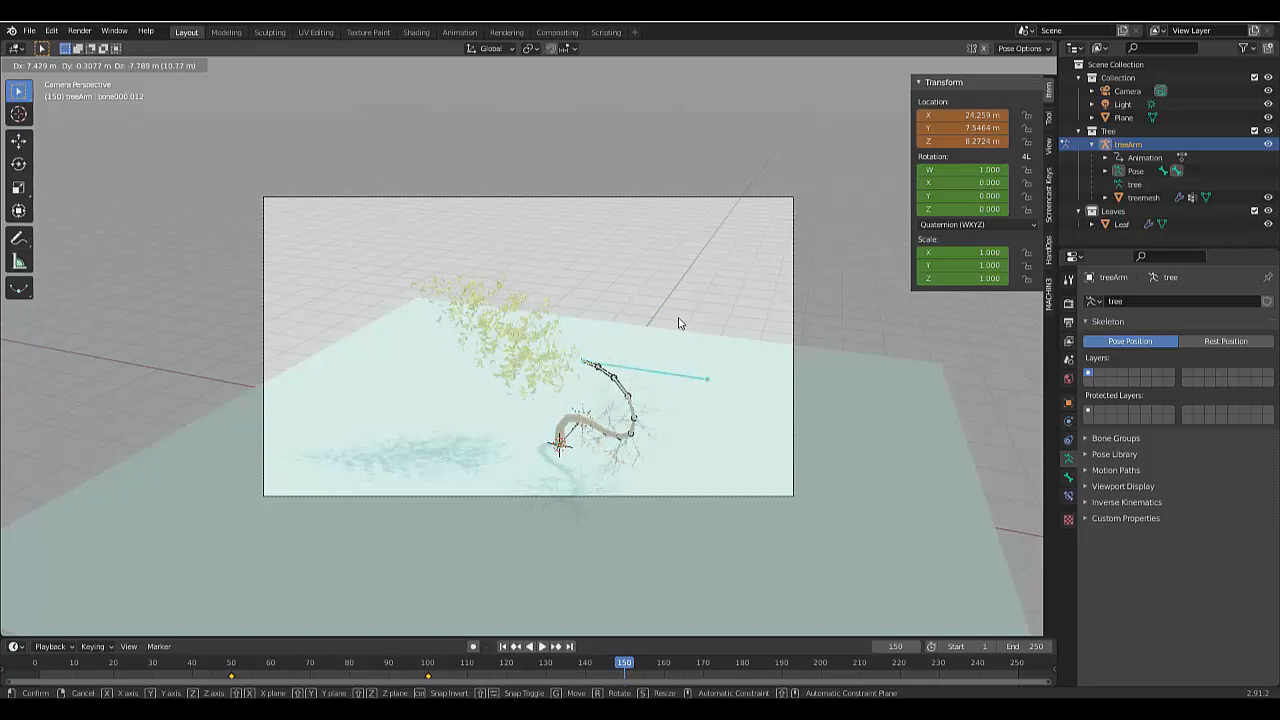 File Edit Render Window Help Layout Modeling Sculpting UV Editing Texture Paint Shading Animation Rendering Compositing Scripting + Scene View Layer
Global Pose Options
Dx: 7.429 m Dy: -0.3077 m Dz: -7.789 m (10.77 m)
Camera Perspective
(150) treeArm : bone000.012
Transform
Location:
X 24.259 m
Y 7.5464 m
Z 8.2724 m
Rotation: 4L
W 1.000
X 0.000
Y 0.000
Z 0.000
Quaternion (WXYZ)
Scale:
X 1.000
Y 1.000
Z 1.000
Item
Tool
View
Screencast Keys
HardOps
MACHIN3
Scene Collection
Collection
Camera
Light
Plane
Tree
treeArm
Animation
Pose
tree
treemesh
Leaves
Leaf
treeArm tree
tree
Skeleton
Pose Position Rest Position
Layers:
Protected Layers:
Bone Groups
Pose Library
Motion Paths
Viewport Display
Inverse Kinematics
Custom Properties
Playback Keying View Marker 150 Start 1 End 250
0 10 20 30 40 50 60 70 80 90 100 110 120 130 140 150 160 170 180 190 200 210 220 230 240 250
Confirm Cancel X X axis Y Y axis Z Z axis X X plane Y Y plane Z Z plane Snap Invert Snap Toggle G Move R Rotate S Resize Automatic Constraint Automatic Constraint Plane 2.91.2